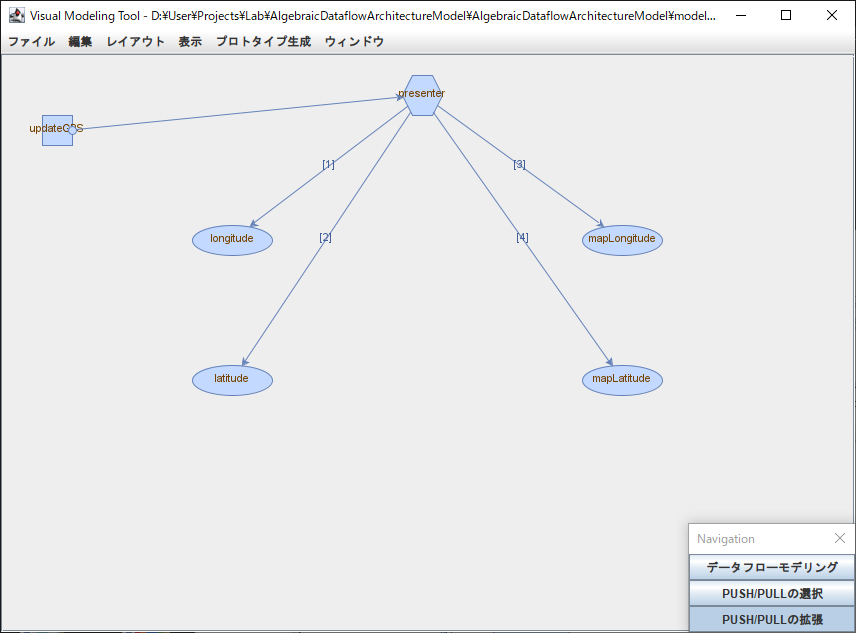 Visual Modeling Tool - D:¥User¥Projects¥Lab¥AlgebraicDataflowArchitectureModel¥AlgebraicDataflowArchitectureModel¥model...
ファイル 編集 レイアウト 表示 プロトタイプ生成 ウィンドウ
presenter
updateGPS
[1]
[3]
longitude
[2]
[4]
mapLongitude
latitude
mapLatitude
Navigation
データフローモデリング
PUSH/PULLの選択
PUSH/PULLの拡張